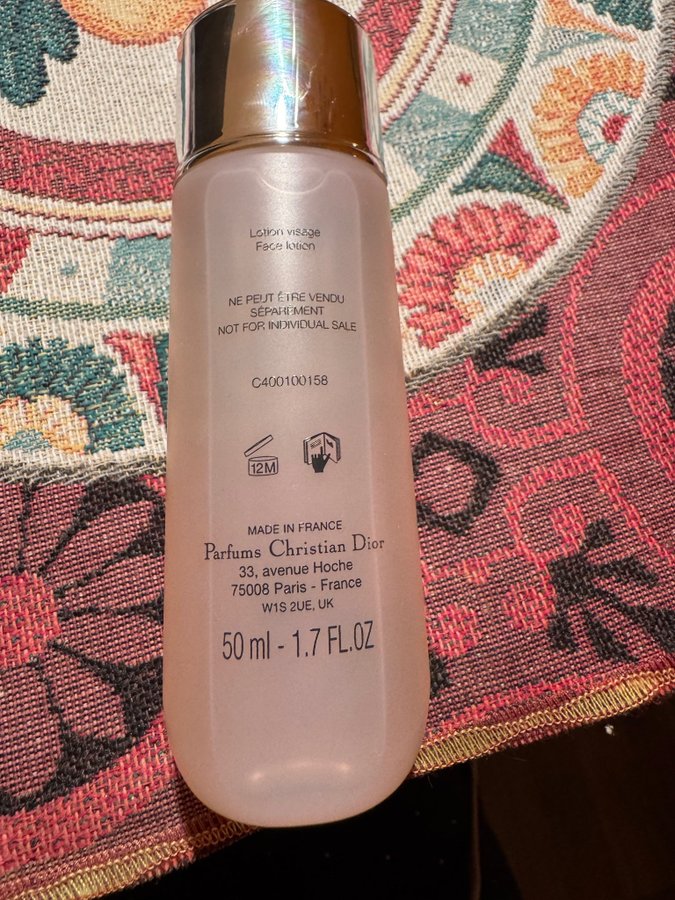 Lotion visage
Face lotion
NE PEUT ÊTRE VENDU
SÉPARÉMENT
NOT FOR INDIVIDUAL SALE
C400100158
12M
MADE IN FRANCE
Parfums Christian Dior
33, avenue Hoche
75008 Paris - France
W1S 2UE, UK
50 ml - 1.7 FL.OZ